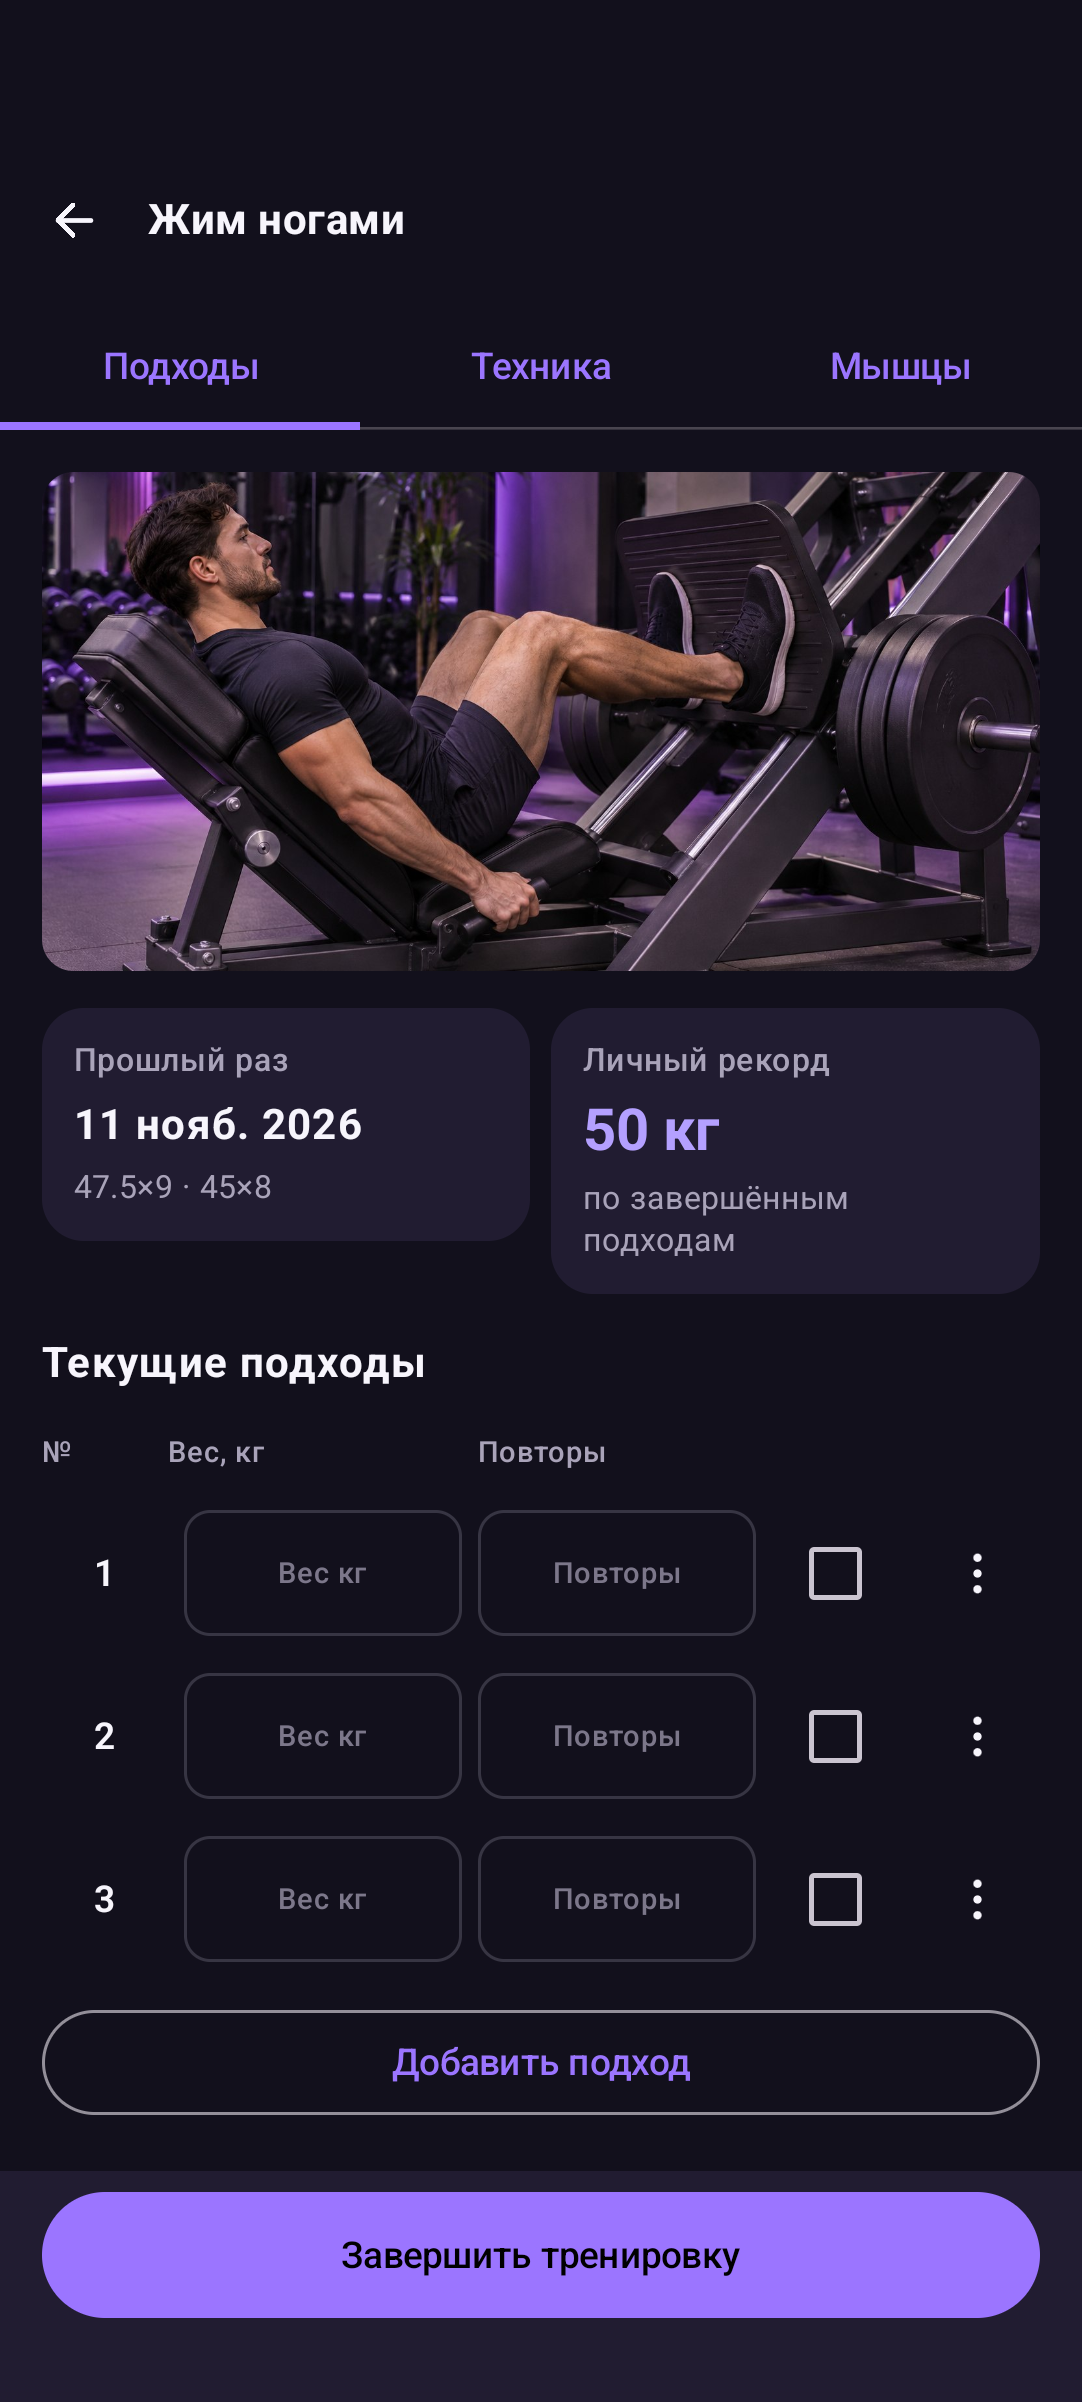 Жим ногами
Подходы Техника Мышцы
Прошлый раз
11 нояб. 2026
47.5×9 · 45×8
Личный рекорд
50 кг
по завершённым
подходам
Текущие подходы
№ Вес, кг Повторы
1 Вес кг Повторы
2 Вес кг Повторы
3 Вес кг Повторы
Добавить подход
Завершить тренировку